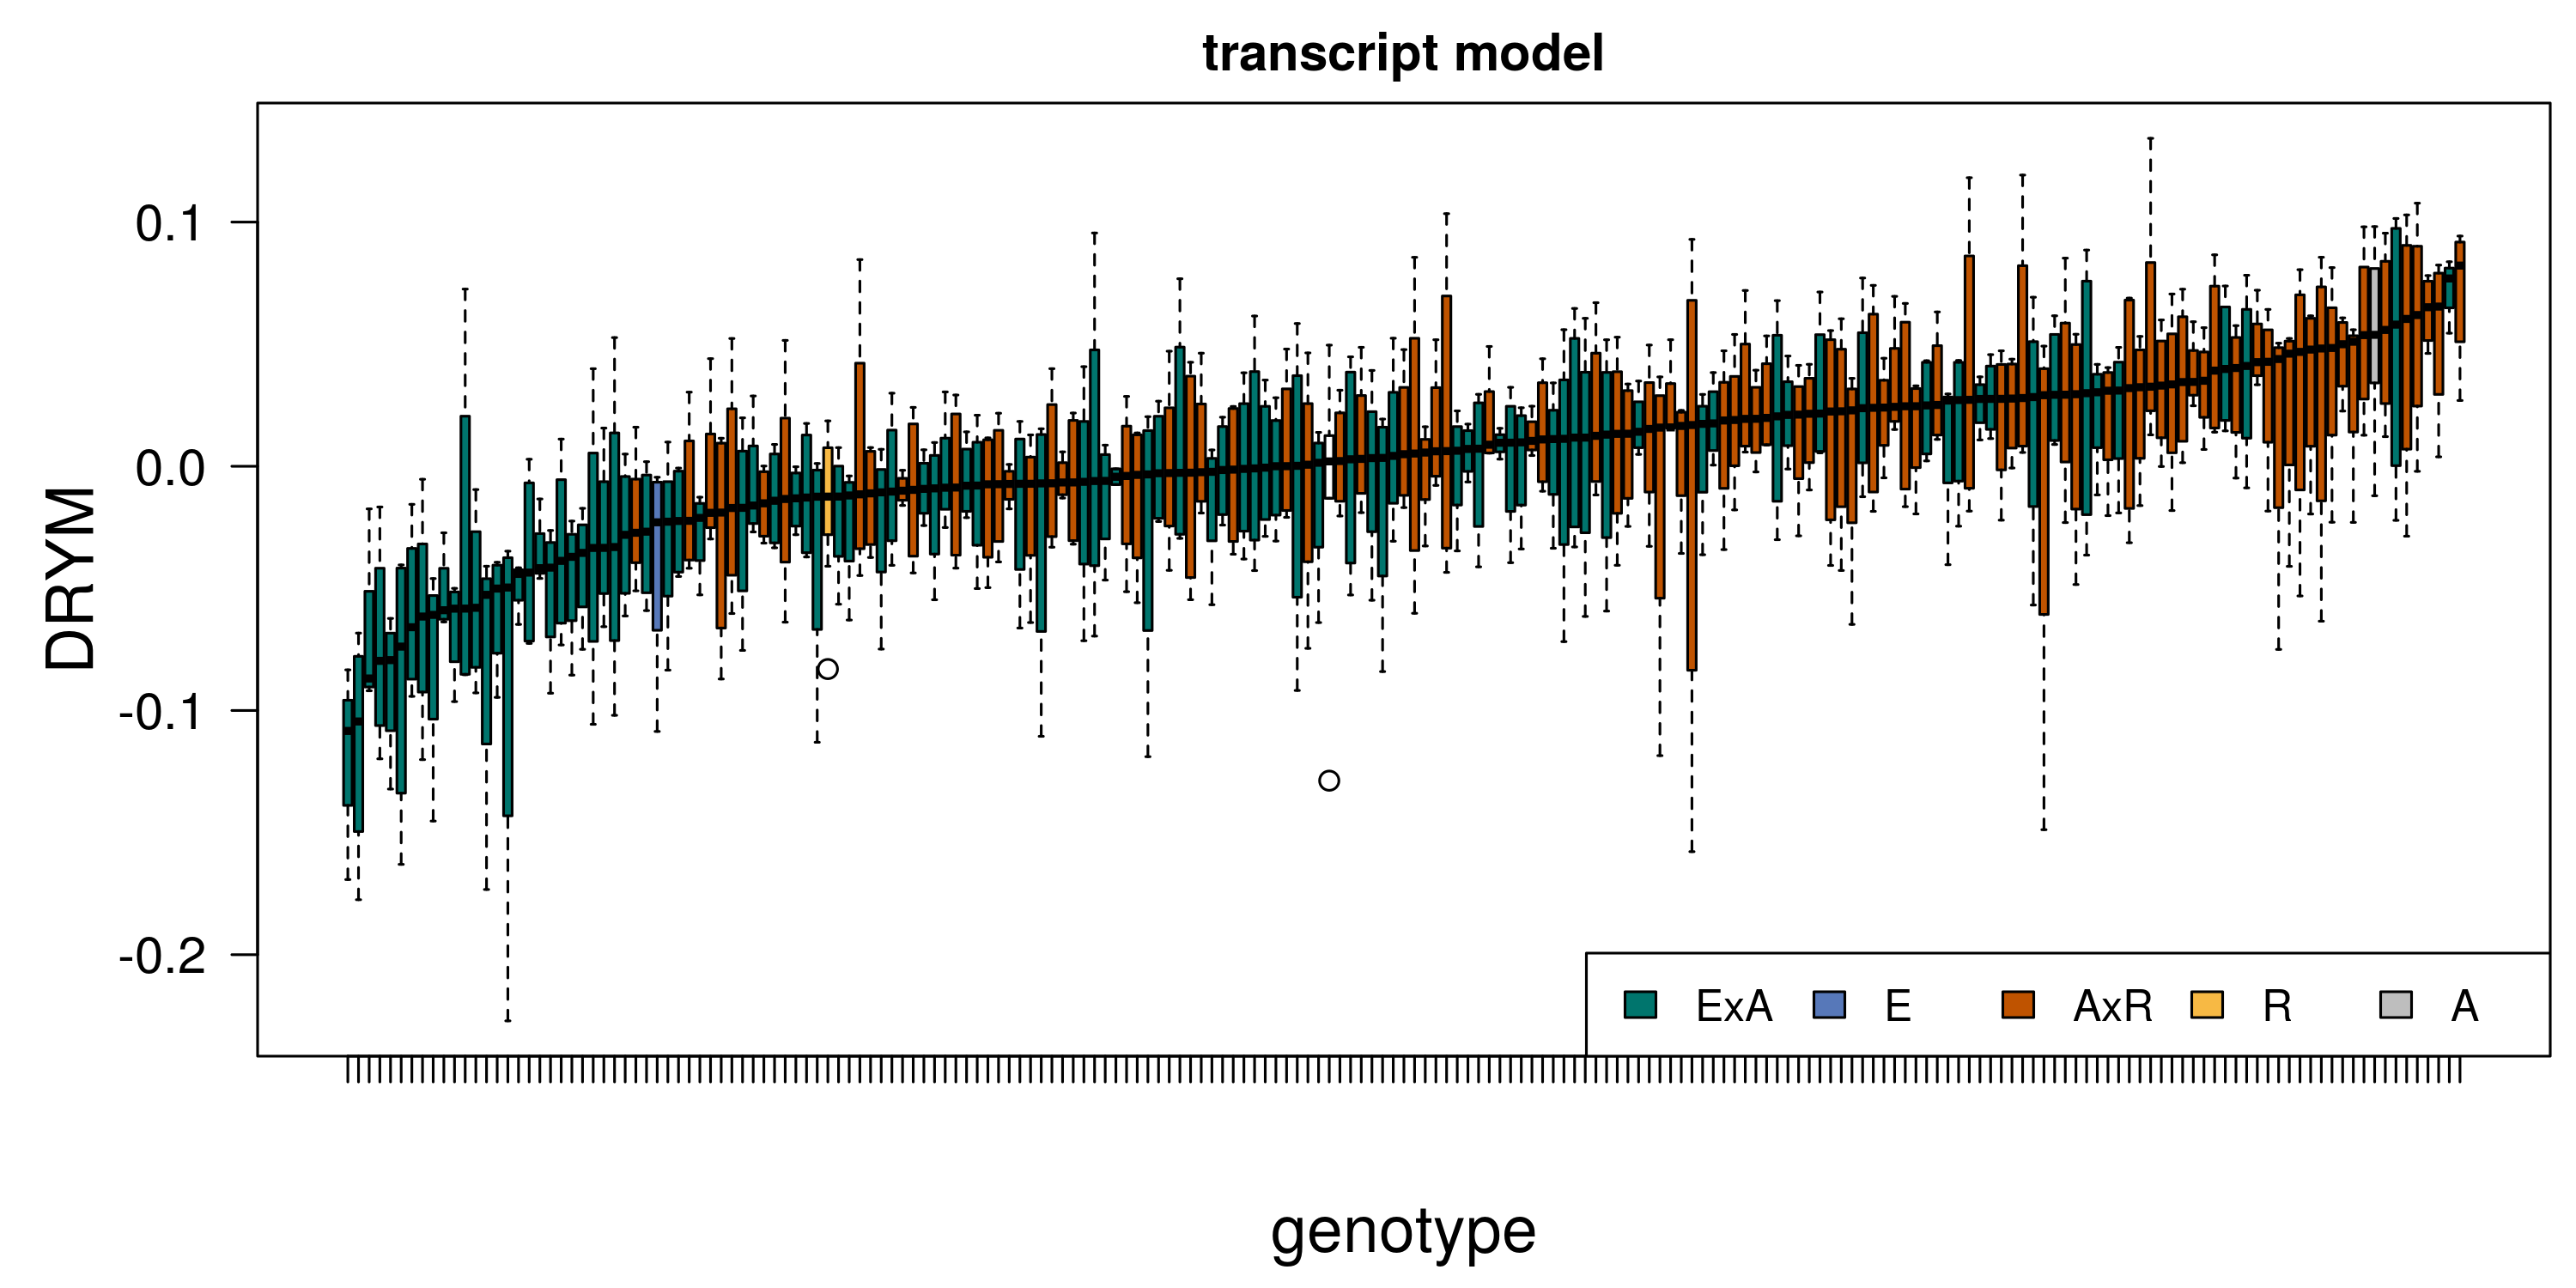 transcript model
DRYM
0.1
0.0
-0.1
-0.2
ExA E AxR R A
genotype